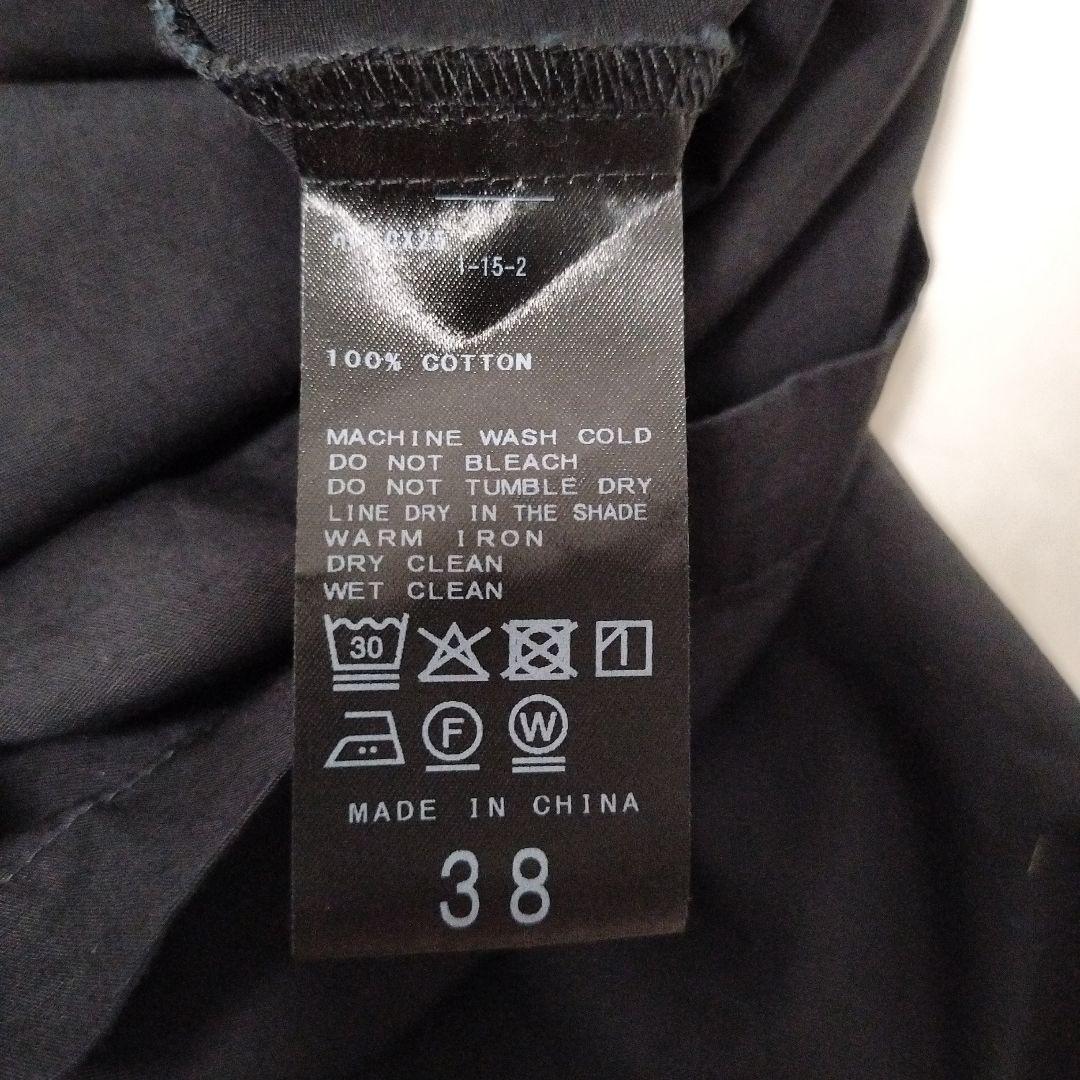 1-15-2
100% COTTON
MACHINE WASH COLD
DO NOT BLEACH
DO NOT TUMBLE DRY
LINE DRY IN THE SHADE
WARM IRON
DRY CLEAN
WET CLEAN
30
F W
MADE IN CHINA
38